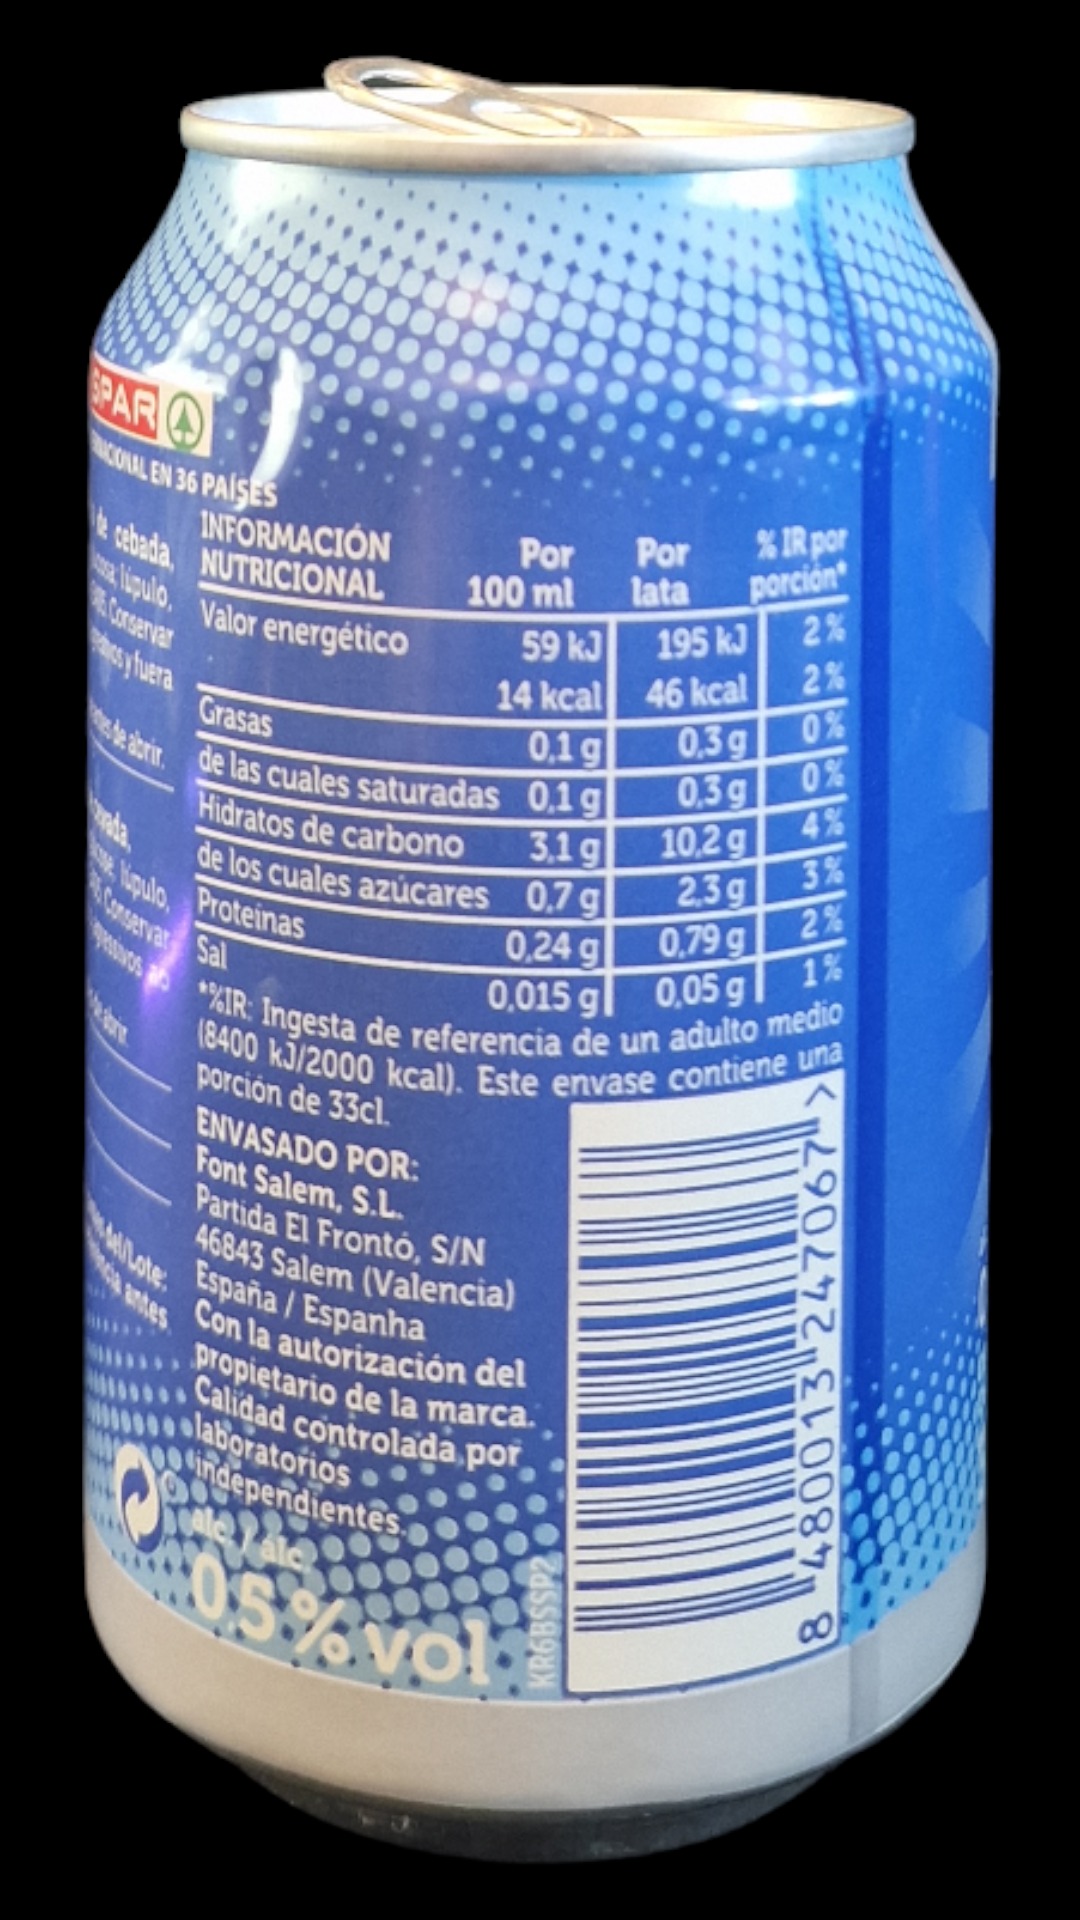 SPAR
EN 36 PAÍSES
de cebada,
lúpulo,
Conservar
y fuera
de abrir.
lúpulo,
Conservar
abrir
del/Lote:
antes
INFORMACIÓN
NUTRICIONAL
Por
100 ml
Por
lata
% IR por
porción*
Valor energético 59 kJ 195 kJ 2%
14 kcal 46 kcal 2%
Grasas 0,1 g 0,3 g 0%
de las cuales saturadas 0,1 g 0,3 g 0%
Hidratos de carbono 3,1 g 10,2 g 4%
de los cuales azúcares 0,7 g 2,3 g 3%
Proteínas 0,24 g 0,79 g 2%
Sal 0,015 g 0,05 g 1%
*%IR: Ingesta de referencia de un adulto medio
(8400 kJ/2000 kcal). Este envase contiene una
porción de 33cl.
ENVASADO POR:
Font Salem, S.L.
Partida El Frontó, S/N
46843 Salem (Valencia)
España / Espanha
Con la autorización del
propietario de la marca.
Calidad controlada por
laboratorios
independientes.
alc. / alc.
0,5% vol
KR6BSSP2
8 480013 247067 >